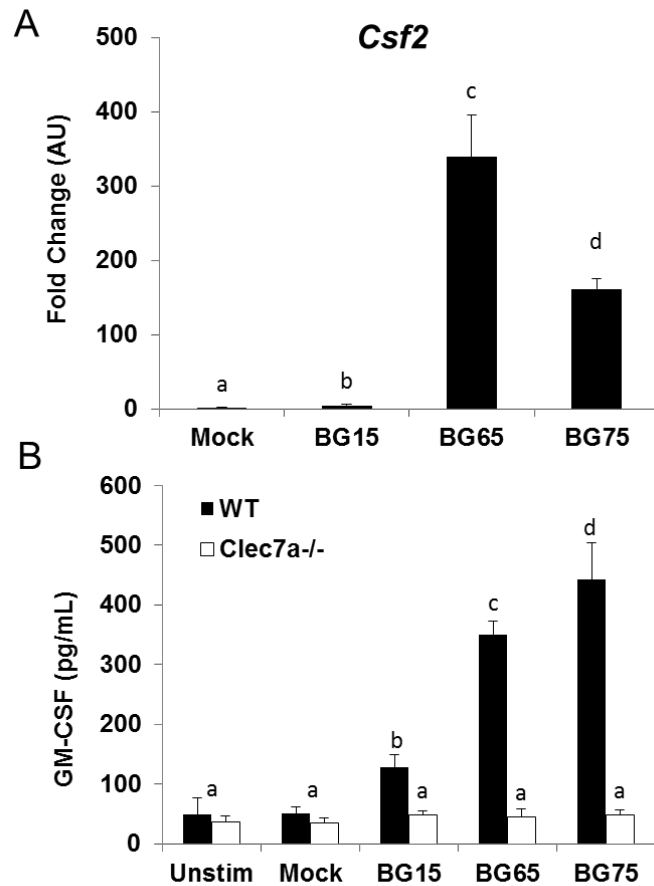 A
Csf2
Fold Change (AU)
500
400
300
200
100
0
a
b
c
d
Mock BG15 BG65 BG75
B
GM-CSF (pg/mL)
600
500
400
300
200
100
0
WT
Clec7a-/-
a a b a c a d a
Unstim Mock BG15 BG65 BG75